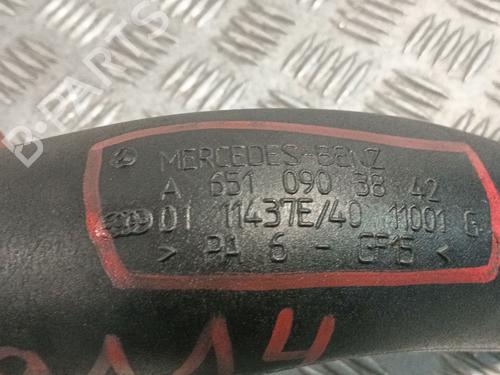 MERCEDES-BENZ
A 651 090 38 42
01 11437E/40 11001 G
> PA 6 - GF15 <
B-PARTS